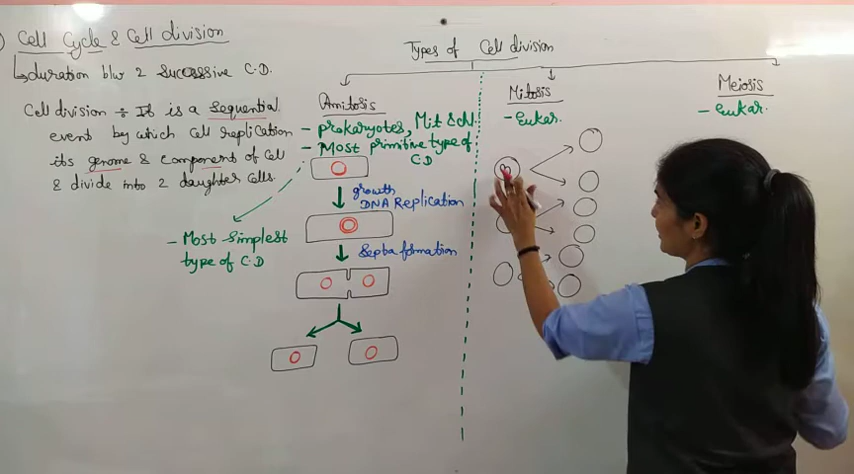 Cell Cycle & Cell division
duration b/w 2 Successive C.D.
Cell division ÷ It is a Sequential
event by which Cell replication
its genome & component of Cell
& divide into 2 daughter Cells.
Types of Cell division
Amitosis
- prokaryotes, Mit & chl.
- Most primitive type of
C.D
growth
DNA Replication
Septa formation
- Most Simplest
type of C.D
Mitosis
- Eukar.
Meiosis
- Eukar.